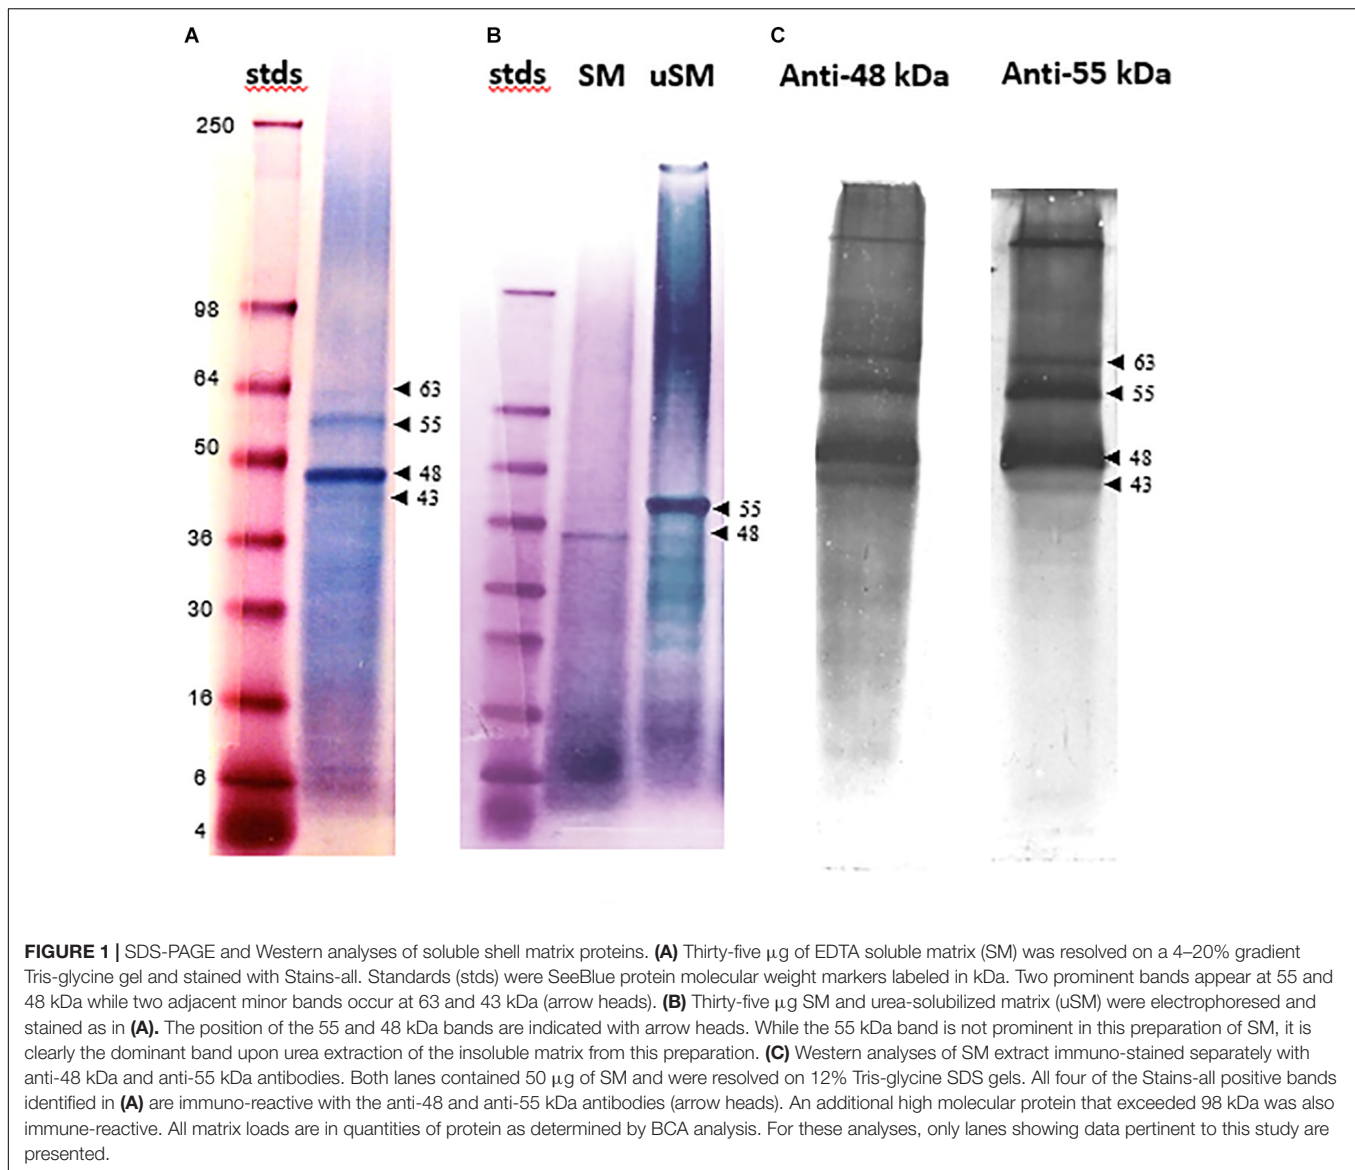 A
B
C
stds
stds
SM
uSM
Anti-48 kDa
Anti-55 kDa
250
98
64
50
36
30
16
6
4
63
55
48
43
55
48
63
55
48
43
FIGURE 1 | SDS-PAGE and Western analyses of soluble shell matrix proteins. (A) Thirty-five μg of EDTA soluble matrix (SM) was resolved on a 4–20% gradient
Tris-glycine gel and stained with Stains-all. Standards (stds) were SeeBlue protein molecular weight markers labeled in kDa. Two prominent bands appear at 55 and
48 kDa while two adjacent minor bands occur at 63 and 43 kDa (arrow heads). (B) Thirty-five μg SM and urea-solubilized matrix (uSM) were electrophoresed and
stained as in (A). The position of the 55 and 48 kDa bands are indicated with arrow heads. While the 55 kDa band is not prominent in this preparation of SM, it is
clearly the dominant band upon urea extraction of the insoluble matrix from this preparation. (C) Western analyses of SM extract immuno-stained separately with
anti-48 kDa and anti-55 kDa antibodies. Both lanes contained 50 μg of SM and were resolved on 12% Tris-glycine SDS gels. All four of the Stains-all positive bands
identified in (A) are immuno-reactive with the anti-48 and anti-55 kDa antibodies (arrow heads). An additional high molecular protein that exceeded 98 kDa was also
immune-reactive. All matrix loads are in quantities of protein as determined by BCA analysis. For these analyses, only lanes showing data pertinent to this study are
presented.